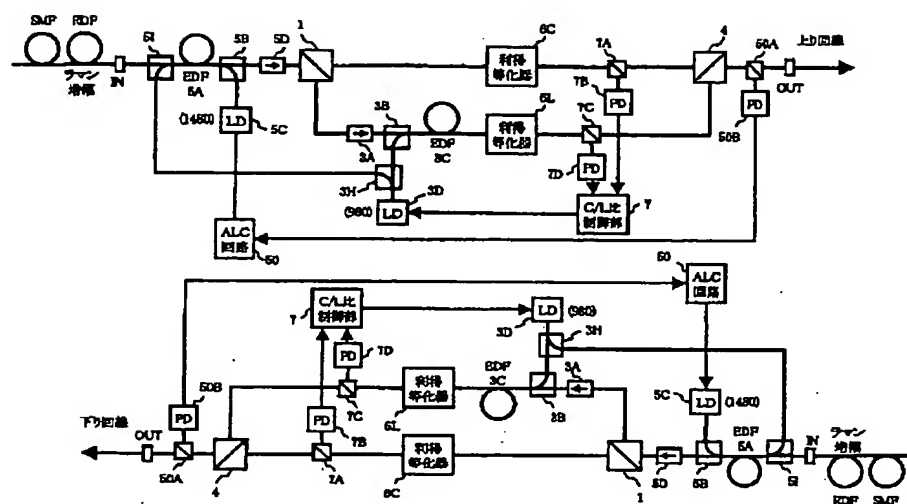 SMF
RDF
5I
5B
5D
1
6C
7A
4
50A
上り回線
ラマン
増幅
IN
EDF
5A
利得
等化器
7B
PD
OUT
(1480)
LD
5C
3B
6L
7C
PD
50B
3A
EDF
3C
利得
等化器
7D
PD
3H
3D
(980)
LD
C/L比
制御部
7
ALC
回路
50
50
ALC
回路
C/L比
制御部
7
LD
(980)
3D
3H
PD
7D
50B
PD
7C
利得
等化器
EDF
3C
3A
5C
LD
(1480)
6L
下り回線
OUT
PD
7B
利得
等化器
EDF
5A
IN
ラマン
増幅
50A
4
7A
6C
1
5D
5B
5I
RDF
SMF